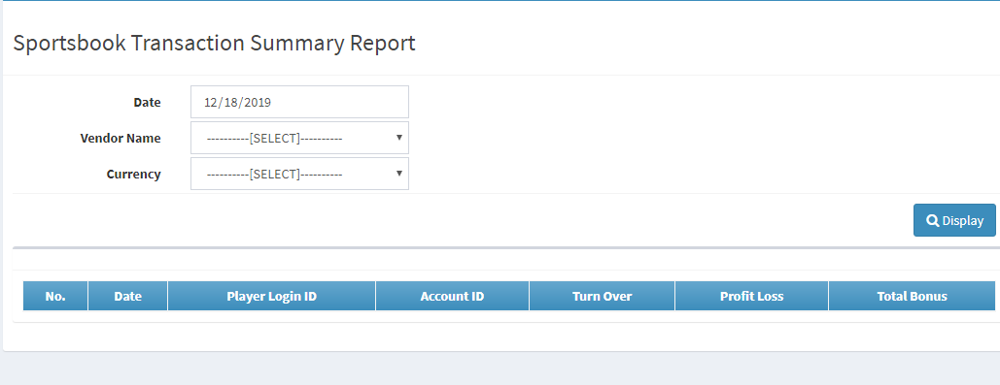 Sportsbook Transaction Summary Report
Date 12/18/2019
Vendor Name ----------[SELECT]----------
Currency ----------[SELECT]----------
Display
No. Date Player Login ID Account ID Turn Over Profit Loss Total Bonus